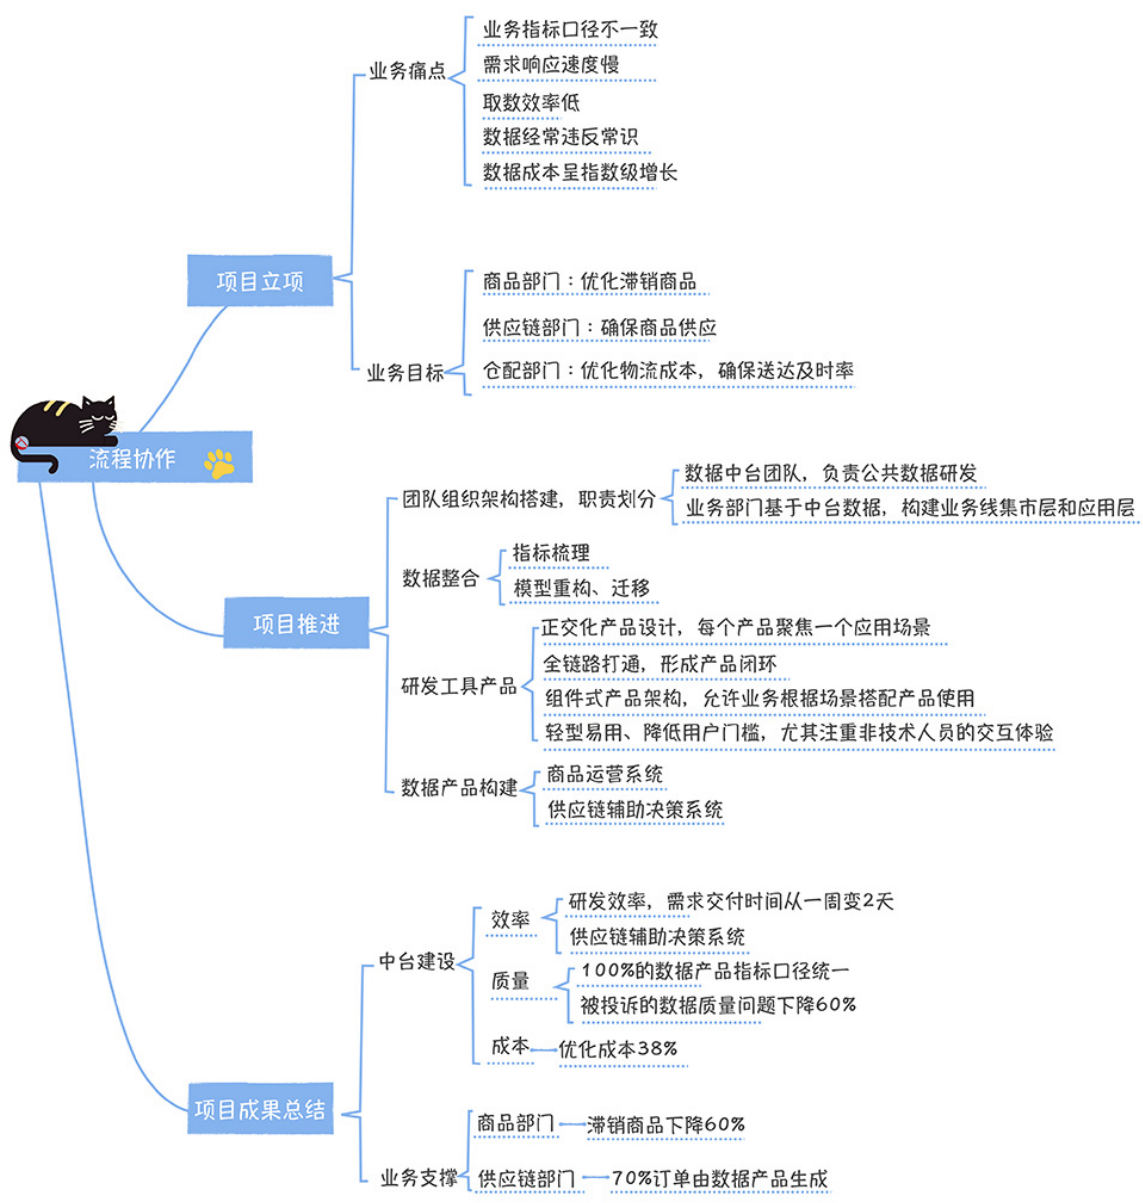 流程协作
项目立项
业务痛点
业务指标口径不一致
需求响应速度慢
取数效率低
数据经常违反常识
数据成本呈指数级增长
业务目标
商品部门：优化滞销商品
供应链部门：确保商品供应
仓配部门：优化物流成本，确保送达及时率
项目推进
团队组织架构搭建，职责划分
数据中台团队，负责公共数据研发
业务部门基于中台数据，构建业务线集市层和应用层
数据整合
指标梳理
模型重构、迁移
研发工具产品
正交化产品设计，每个产品聚焦一个应用场景
全链路打通，形成产品闭环
组件式产品架构，允许业务根据场景搭配产品使用
轻型易用、降低用户门槛，尤其注重非技术人员的交互体验
数据产品构建
商品运营系统
供应链辅助决策系统
项目成果总结
中台建设
效率
研发效率，需求交付时间从一周变2天
供应链辅助决策系统
质量
100%的数据产品指标口径统一
被投诉的数据质量问题下降60%
成本
优化成本38%
业务支撑
商品部门
滞销商品下降60%
供应链部门
70%订单由数据产品生成